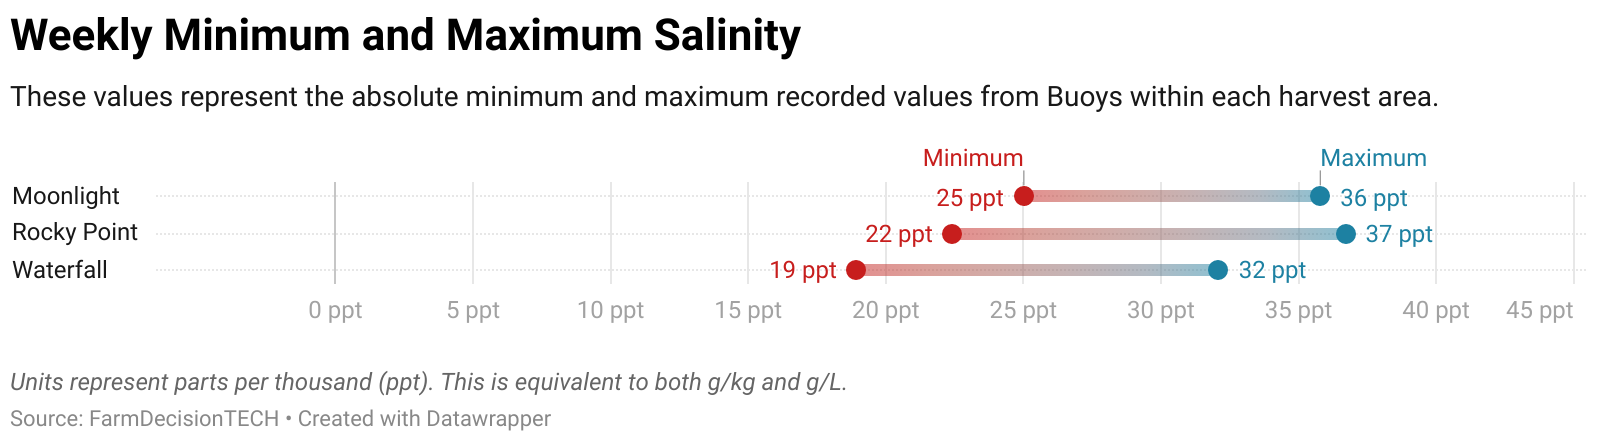 Weekly Minimum and Maximum Salinity
These values represent the absolute minimum and maximum recorded values from Buoys within each harvest area.
Minimum Maximum
Moonlight 25 ppt 36 ppt
Rocky Point 22 ppt 37 ppt
Waterfall 19 ppt 32 ppt
0 ppt 5 ppt 10 ppt 15 ppt 20 ppt 25 ppt 30 ppt 35 ppt 40 ppt 45 ppt
Units represent parts per thousand (ppt). This is equivalent to both g/kg and g/L.
Source: FarmDecisionTECH • Created with Datawrapper